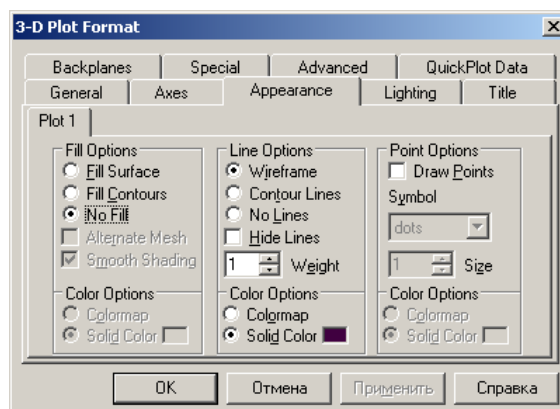 3-D Plot Format
Backplanes Special Advanced QuickPlot Data
General Axes Appearance Lighting Title
Plot 1
Fill Options
Fill Surface
Fill Contours
No Fill
Alternate Mesh
Smooth Shading
Color Options
Colormap
Solid Color
Line Options
Wireframe
Contour Lines
No Lines
Hide Lines
1 Weight
Color Options
Colormap
Solid Color
Point Options
Draw Points
Symbol
dots
1 Size
Color Options
Colormap
Solid Color
OK Отмена Применить Справка